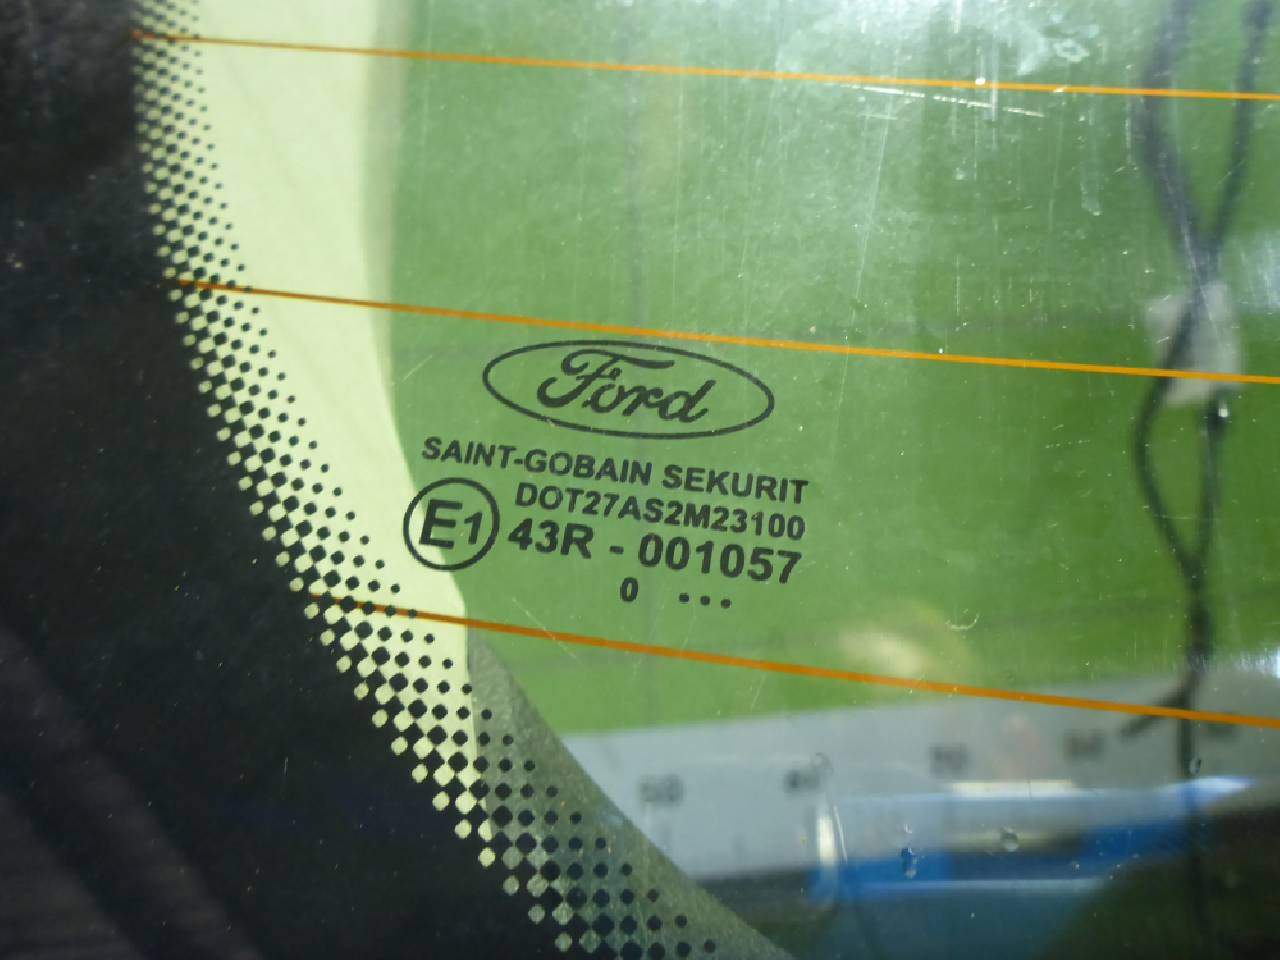 Ford
SAINT-GOBAIN SEKURIT
DOT27AS2M23100
E1 43R - 001057
0 ...